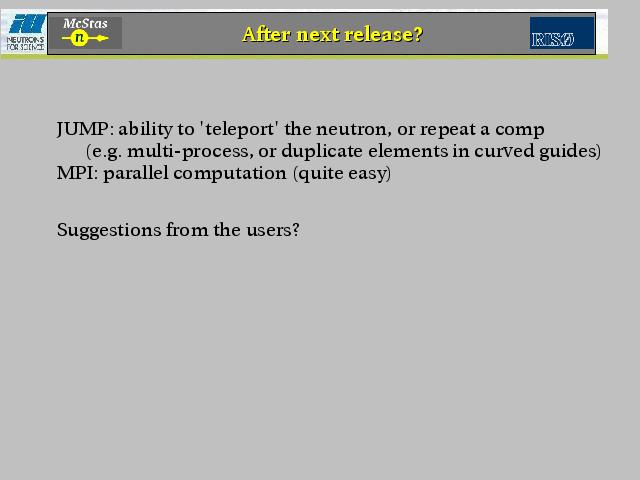 NEUTRONS
FOR SCIENCE
McStas
n
After next release?
RISØ
JUMP: ability to 'teleport' the neutron, or repeat a comp
(e.g. multi-process, or duplicate elements in curved guides)
MPI: parallel computation (quite easy)
Suggestions from the users?